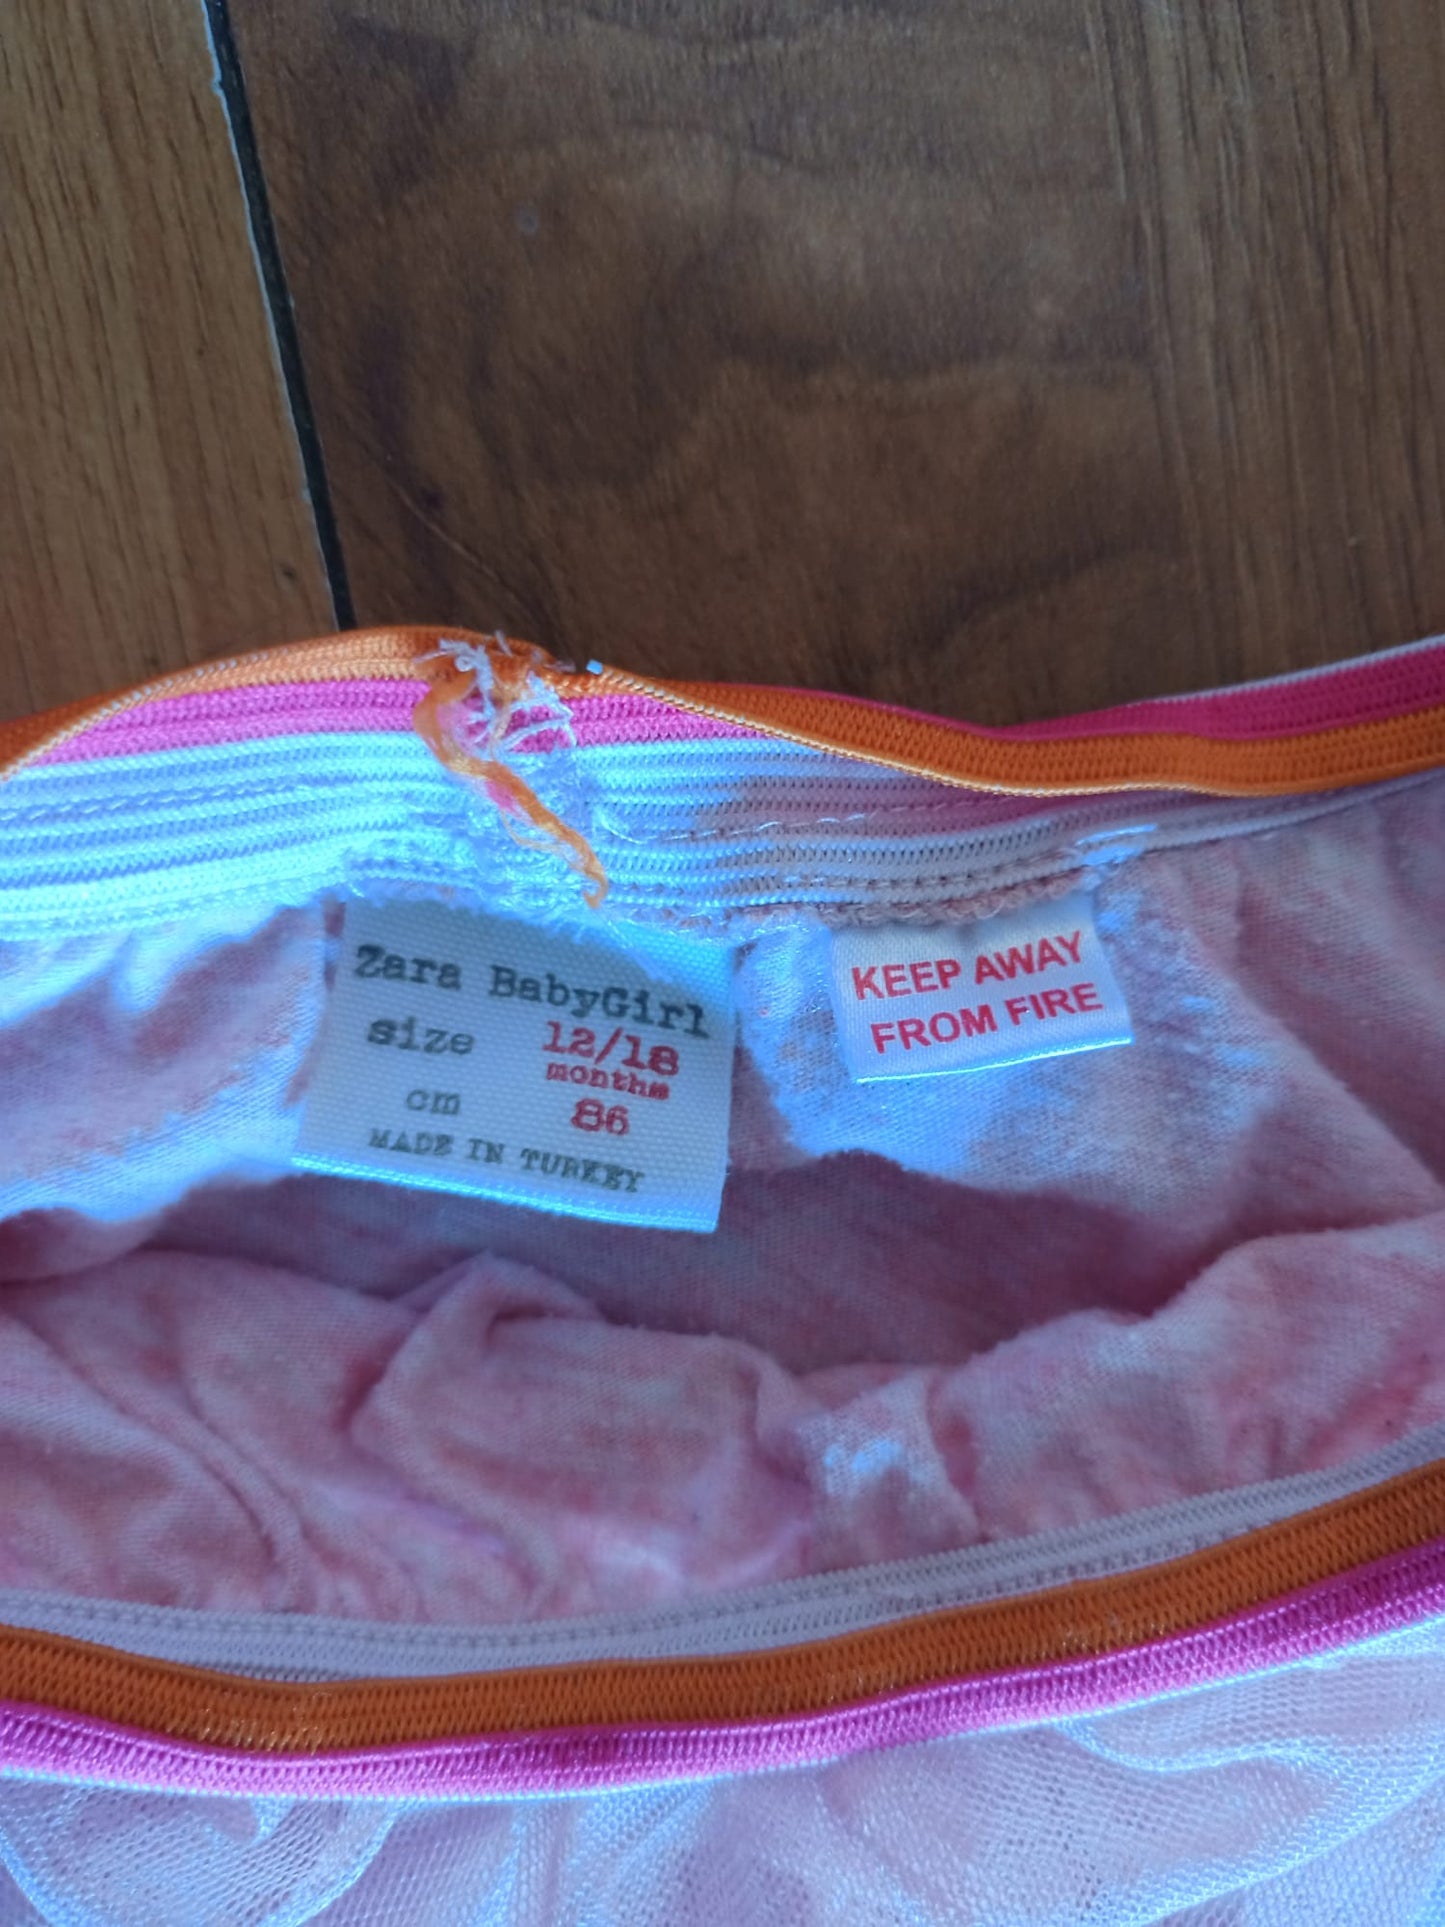 Zara BabyGirl
size 12/18
months
cm 86
MADE IN TURKEY
KEEP AWAY
FROM FIRE